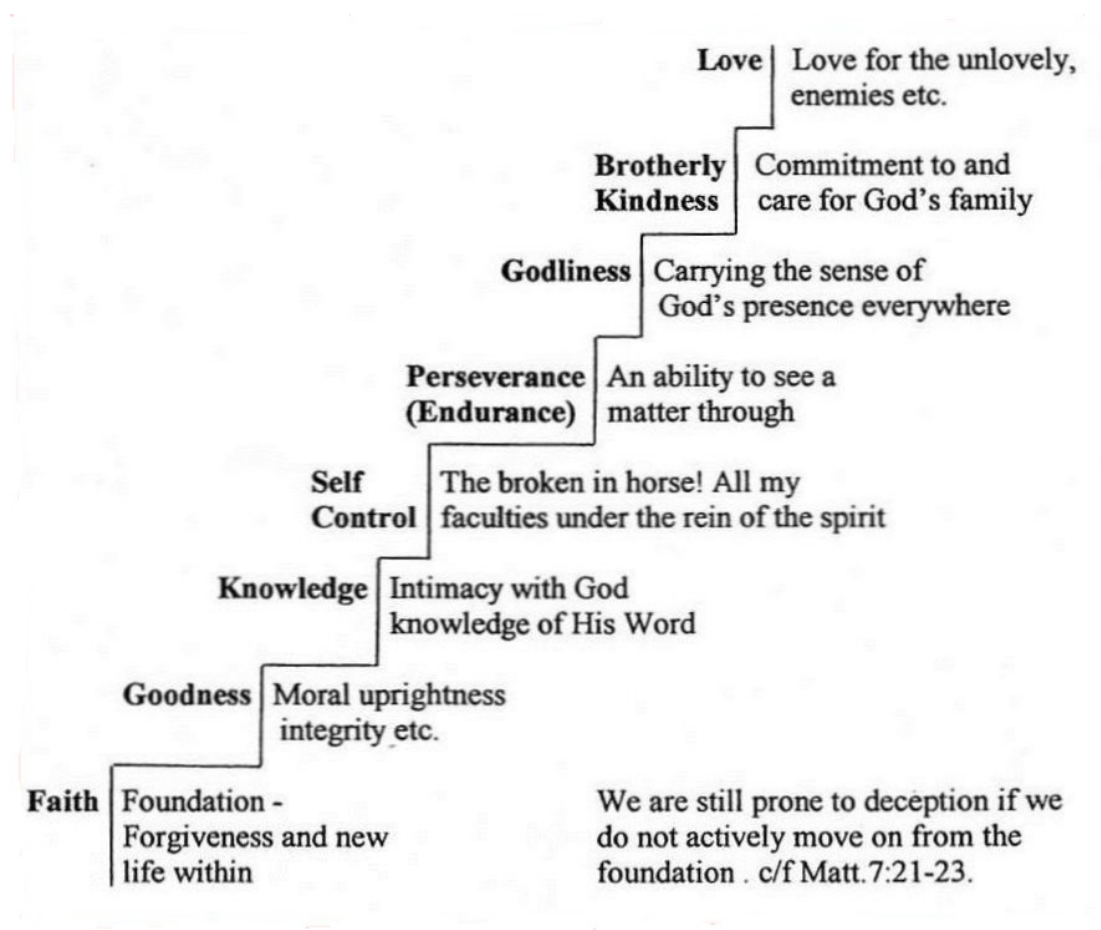 Love Love for the unlovely,
enemies etc.
Brotherly Commitment to and
Kindness care for God's family
Godliness Carrying the sense of
God's presence everywhere
Perseverance An ability to see a
(Endurance) matter through
Self The broken in horse! All my
Control faculties under the rein of the spirit
Knowledge Intimacy with God
knowledge of His Word
Goodness Moral uprightness
integrity etc.
Faith Foundation -
Forgiveness and new
life within
We are still prone to deception if we
do not actively move on from the
foundation . c/f Matt.7:21-23.